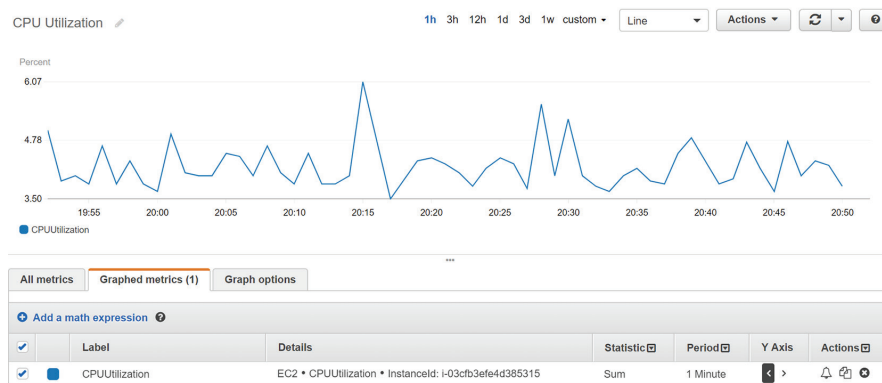 CPU Utilization 1h 3h 12h 1d 3d 1w custom Line Actions
Percent
6.07
4.78
3.50
19:55 20:00 20:05 20:10 20:15 20:20 20:25 20:30 20:35 20:40 20:45 20:50
CPUUtilization
All metrics Graphed metrics (1) Graph options
Add a math expression
Label Details Statistic Period Y Axis Actions
CPUUtilization EC2 • CPUUtilization • InstanceId: i-03cfb3efe4d385315 Sum 1 Minute < >